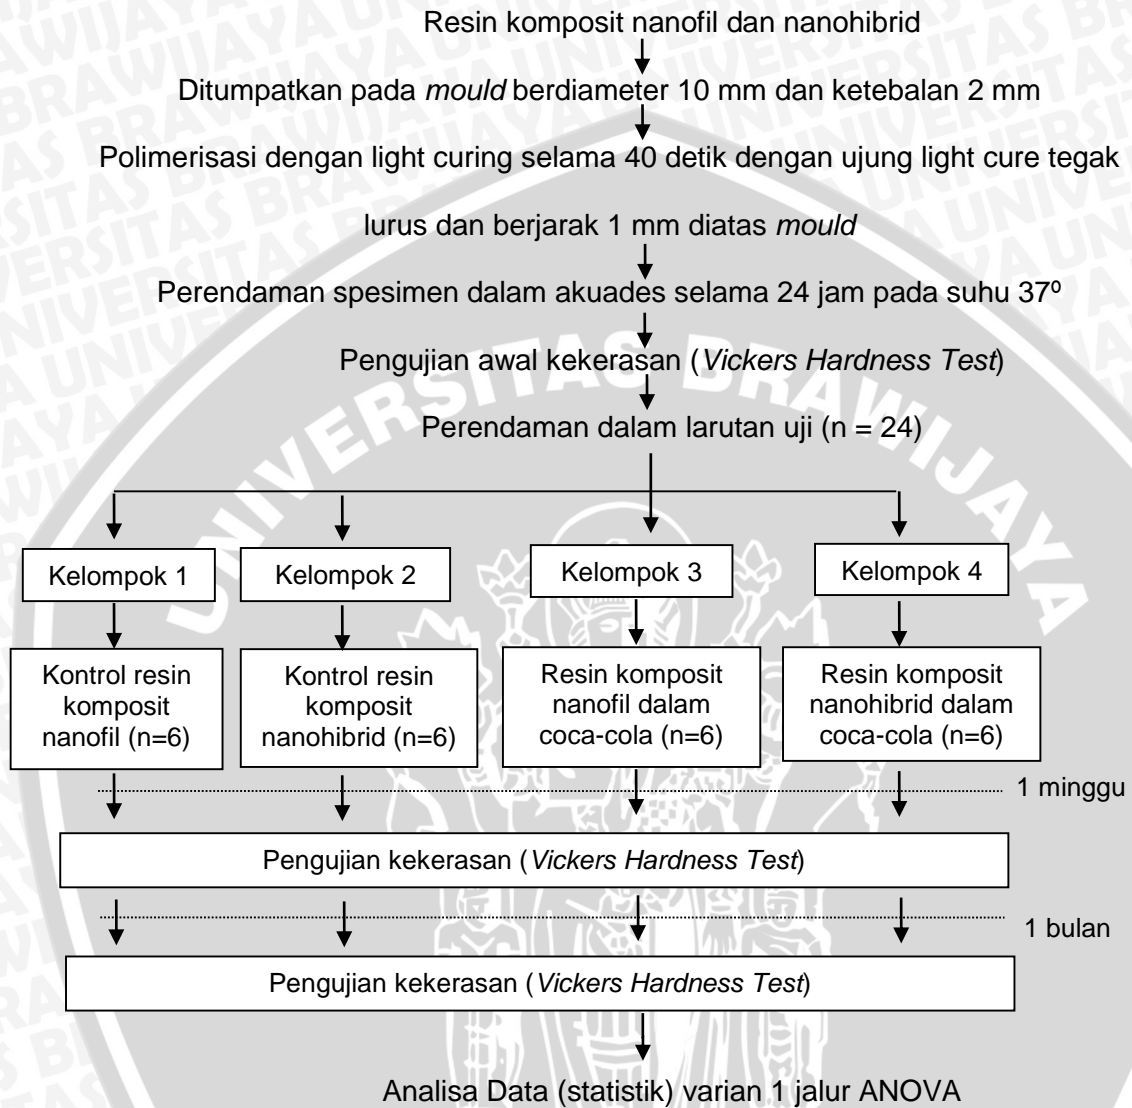 Resin komposit nanofil dan nanohibrid
Ditumpatkan pada mould berdiameter 10 mm dan ketebalan 2 mm
Polimerisasi dengan light curing selama 40 detik dengan ujung light cure tegak
lurus dan berjarak 1 mm diatas mould
Perendaman spesimen dalam akuades selama 24 jam pada suhu 37º
Pengujian awal kekerasan (Vickers Hardness Test)
Perendaman dalam larutan uji (n = 24)
UNIVERSITAS BRAWIJAYA
Kelompok 1
Kelompok 2
Kelompok 3
Kelompok 4
Kontrol resin
komposit
nanofil (n=6)
Kontrol resin
komposit
nanohibrid (n=6)
Resin komposit
nanofil dalam
coca-cola (n=6)
Resin komposit
nanohibrid dalam
coca-cola (n=6)
1 minggu
Pengujian kekerasan (Vickers Hardness Test)
1 bulan
Pengujian kekerasan (Vickers Hardness Test)
Analisa Data (statistik) varian 1 jalur ANOVA